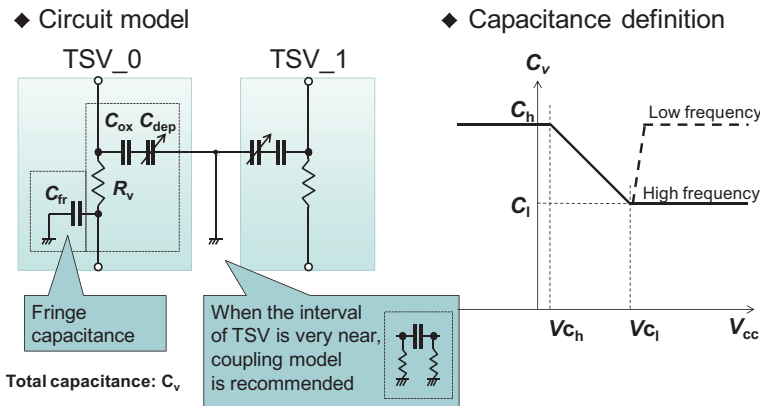 ◆ Circuit model
TSV_0
TSV_1
Cox
Cdep
Rv
Cfr
Fringe
capacitance
When the interval
of TSV is very near,
coupling model
is recommended
Total capacitance: Cv
◆ Capacitance definition
Cv
Ch
Low frequency
High frequency
Cl
Vch
Vcl
Vcc